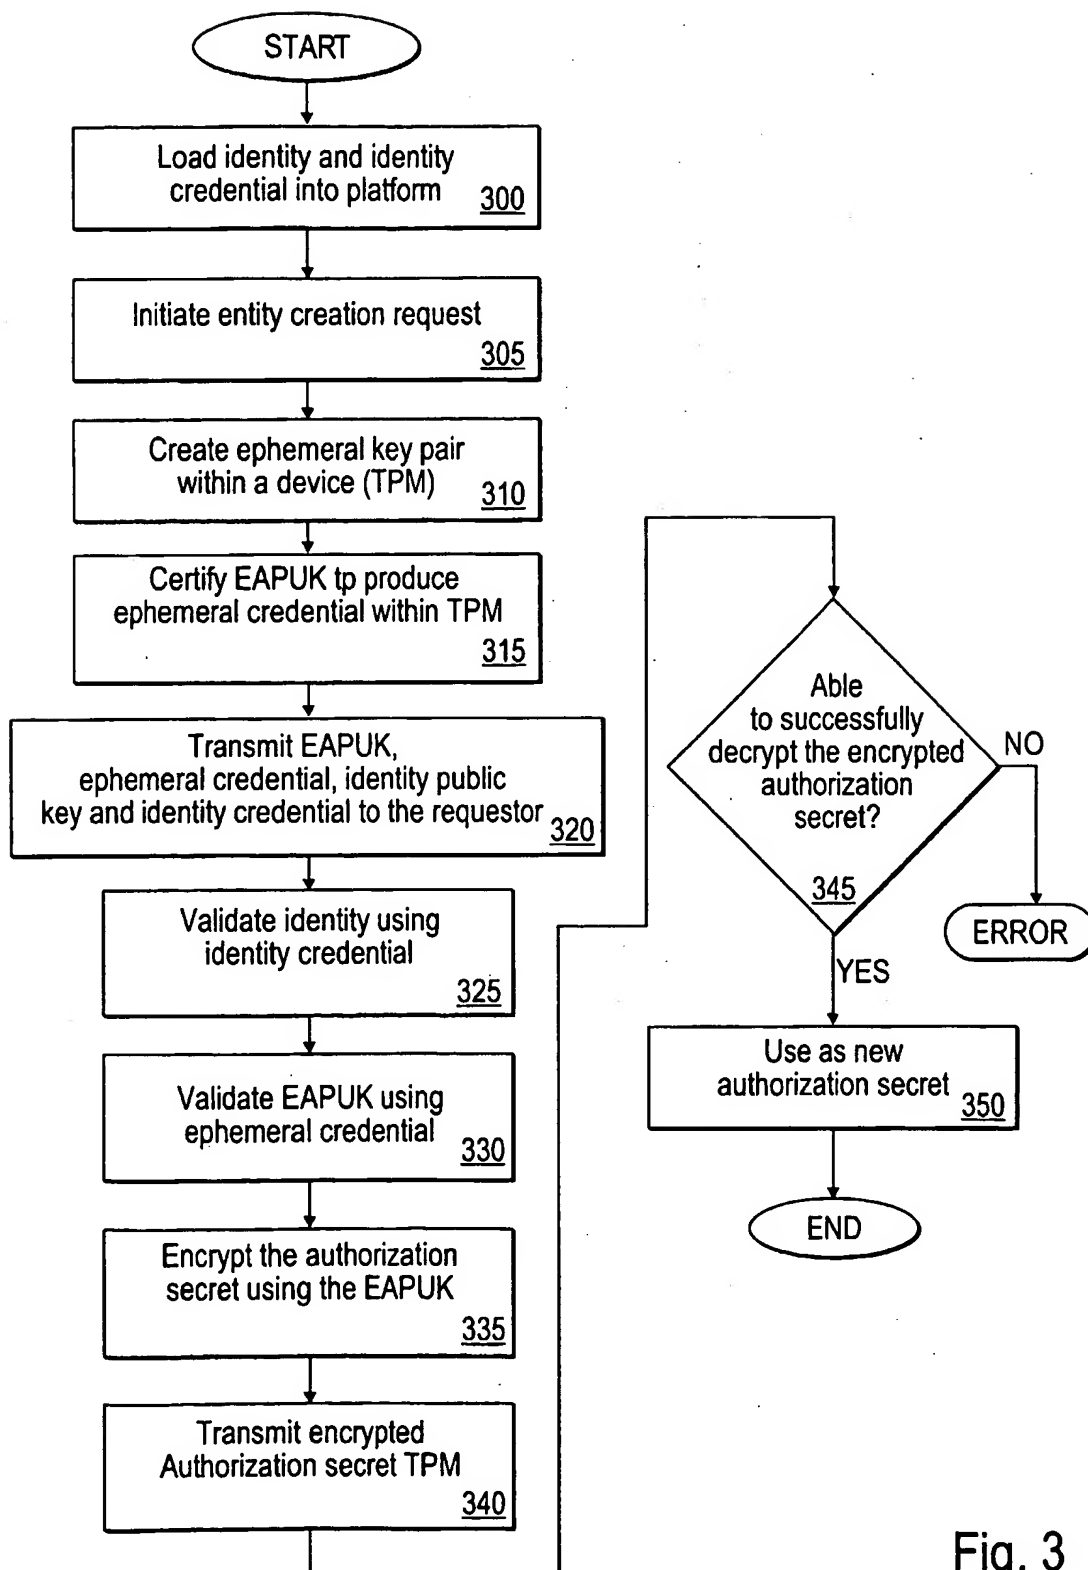 START
Load identity and identity
credential into platform
300
Initiate entity creation request
305
Create ephemeral key pair
within a device (TPM)
310
Certify EAPUK tp produce
ephemeral credential within TPM
315
Transmit EAPUK,
ephemeral credential, identity public
key and identity credential to the requestor
320
Validate identity using
identity credential
325
Validate EAPUK using
ephemeral credential
330
Encrypt the authorization
secret using the EAPUK
335
Transmit encrypted
Authorization secret TPM
340
Able
to successfully
decrypt the encrypted
authorization
secret?
345
NO
ERROR
YES
Use as new
authorization secret
350
END
Fig. 3